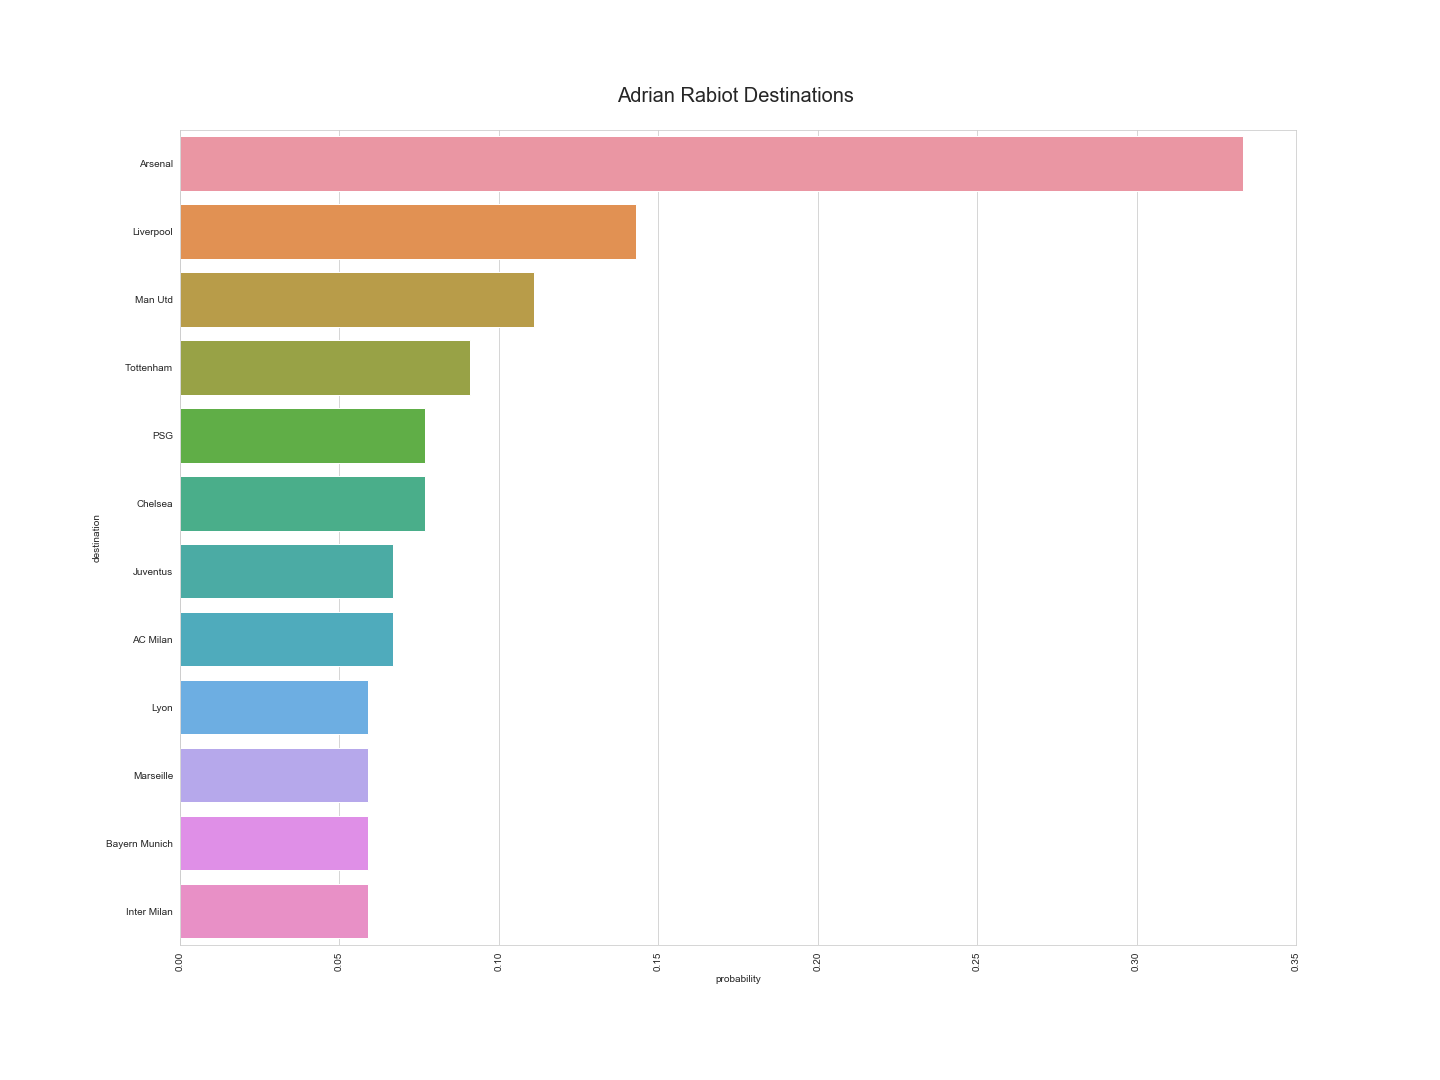 Adrian Rabiot Destinations
destination
Arsenal
Liverpool
Man Utd
Tottenham
PSG
Chelsea
Juventus
AC Milan
Lyon
Marseille
Bayern Munich
Inter Milan
0.00
0.05
0.10
0.15
0.20
0.25
0.30
0.35
probability